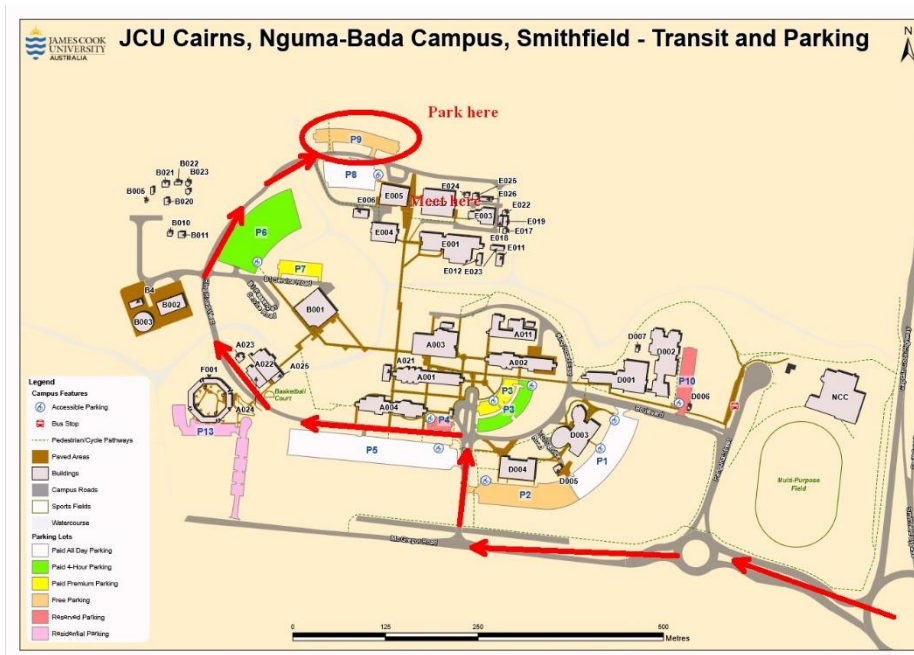 JAMES COOK
UNIVERSITY
AUSTRALIA
JCU Cairns, Nguma-Bada Campus, Smithfield - Transit and Parking
N
Park here
P9
P8
B022
B021
B023
B005
B020
B010
B011
E025
E024
E026
E005
Meet here
E006
E003
E022
E019
E017
E004
E018
E011
E001
E012
E023
P6
P7
B4
B002
B003
B001
A011
A003
A002
D007
D002
A023
A022
A025
A021
A001
D001
P10
D006
NCC
F001
A024
Basketball
Court
A004
P3
P3
P4
D003
P13
P5
P1
D004
D005
P2
Multi-Purpose
Field
McGregor Road
Legend
Campus Features
Accessible Parking
Bus Stop
Pedestrian/Cycle Pathways
Paved Areas
Buildings
Campus Roads
Sports Fields
Watercourse
Parking Lots
Paid All Day Parking
Paid 4-Hour Parking
Paid Premium Parking
Free Parking
Reserved Parking
Residential Parking
0
125
250
500
Metres